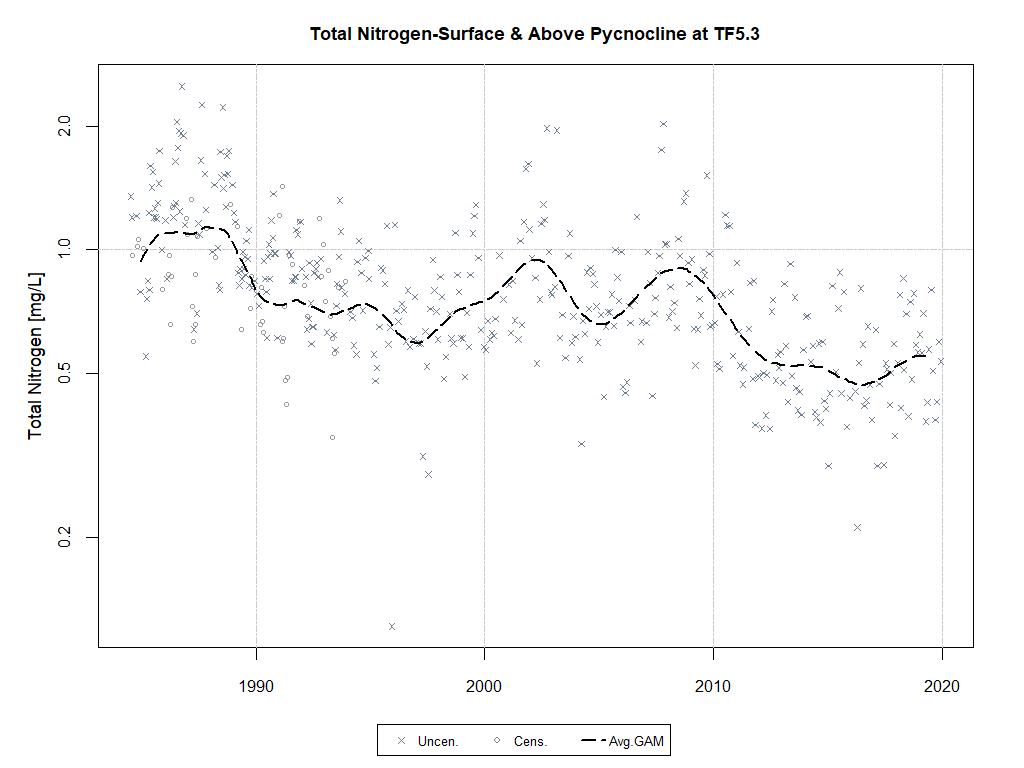 Total Nitrogen-Surface & Above Pycnocline at TF5.3
Total Nitrogen [mg/L]
2.0
1.0
0.5
0.2
1990 2000 2010 2020
Uncen. Cens. Avg.GAM